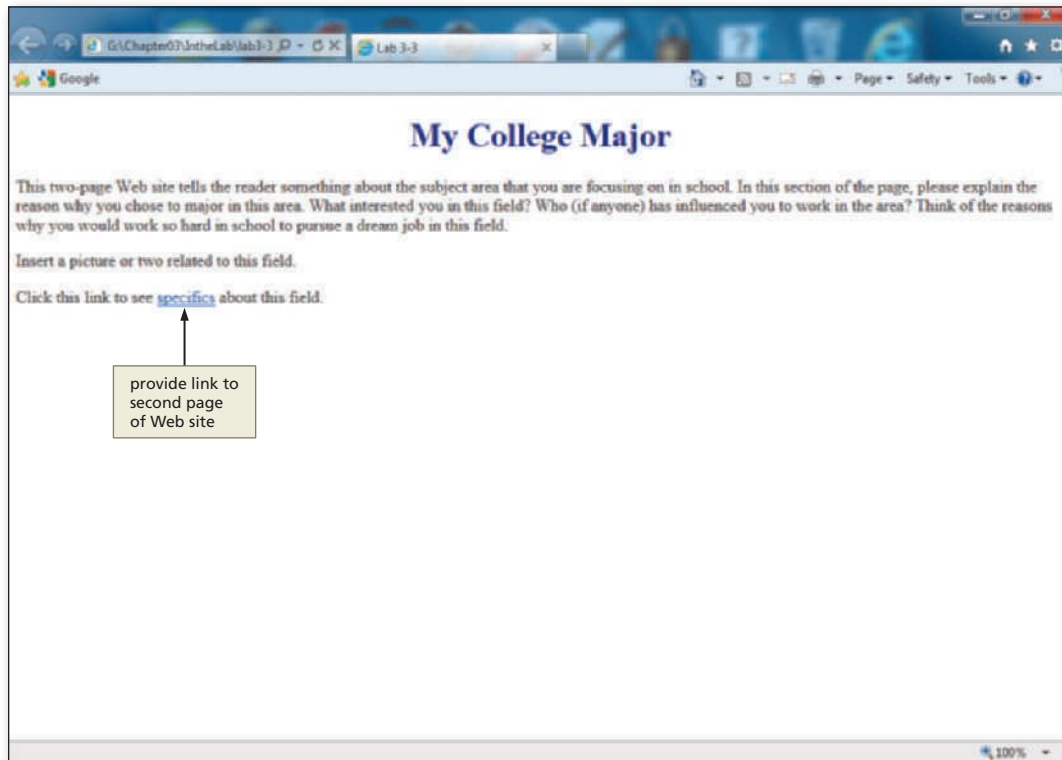 G:\Chapter03\IntheLab\lab3-3
Lab 3-3
Google
Page Safety Tools
My College Major
This two-page Web site tells the reader something about the subject area that you are focusing on in school. In this section of the page, please explain the
reason why you chose to major in this area. What interested you in this field? Who (if anyone) has influenced you to work in the area? Think of the reasons
why you would work so hard in school to pursue a dream job in this field.
Insert a picture or two related to this field.
Click this link to see specifics about this field.
provide link to
second page
of Web site
100%